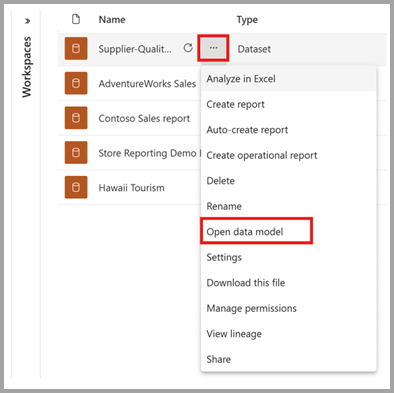 Workspaces
Name Type
Supplier-Qualit... ... Dataset
AdventureWorks Sales
Contoso Sales report
Store Reporting Demo
Hawaii Tourism
Analyze in Excel
Create report
Auto-create report
Create operational report
Delete
Rename
Open data model
Settings
Download this file
Manage permissions
View lineage
Share